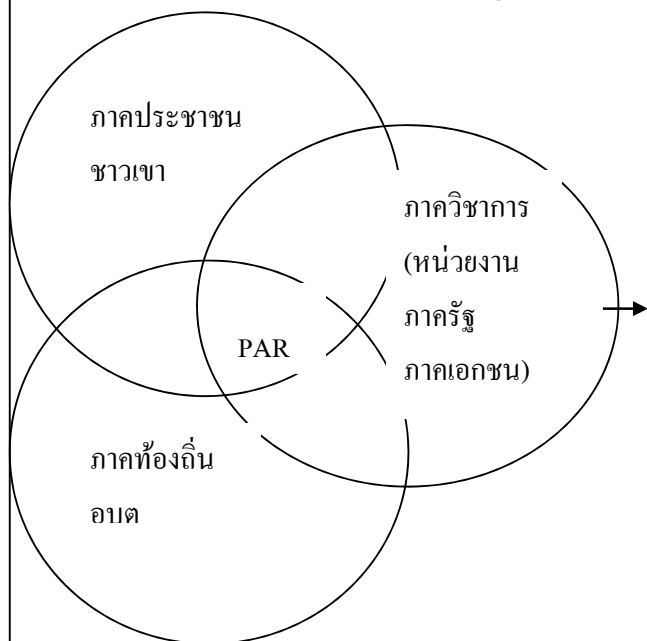 ภาคประชาชน
ชาวเขา
ภาควิชาการ
(หน่วยงาน
ภาครัฐ
ภาคเอกชน)
PAR
ภาคท้องถิ่น
อบต